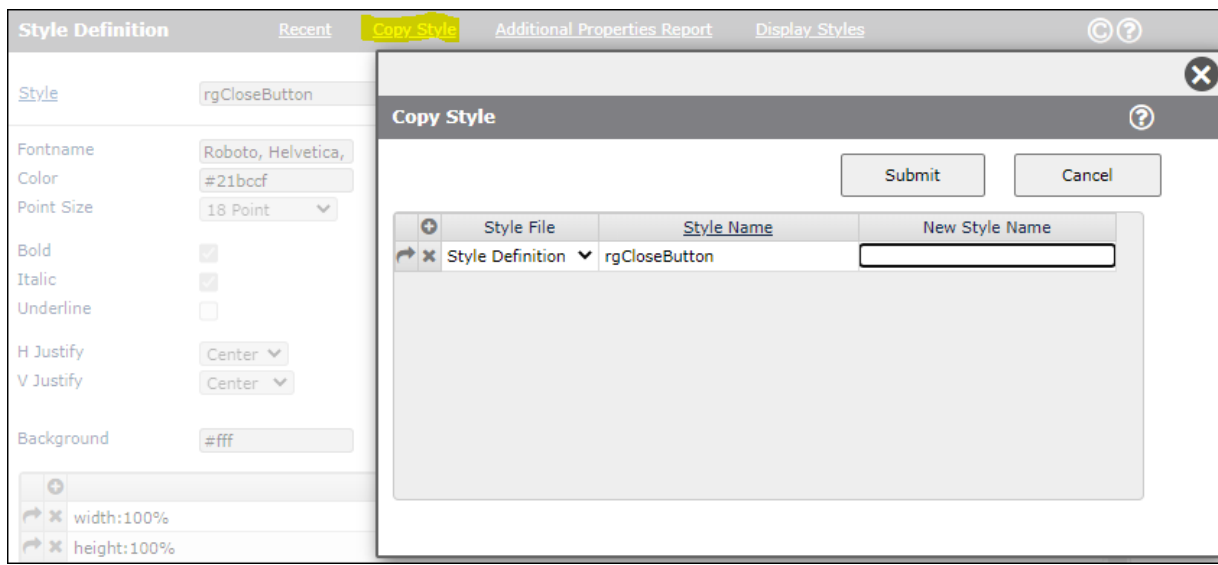 Style Definition Recent Copy Style Additional Properties Report Display Styles © ?
Style rgCloseButton
Fontname Roboto, Helvetica,
Color #21bccf
Point Size 18 Point
Bold
Italic
Underline
H Justify Center
V Justify Center
Background #fff
width:100%
height:100%
Copy Style ?
Submit Cancel
Style File Style Name New Style Name
Style Definition rgCloseButton